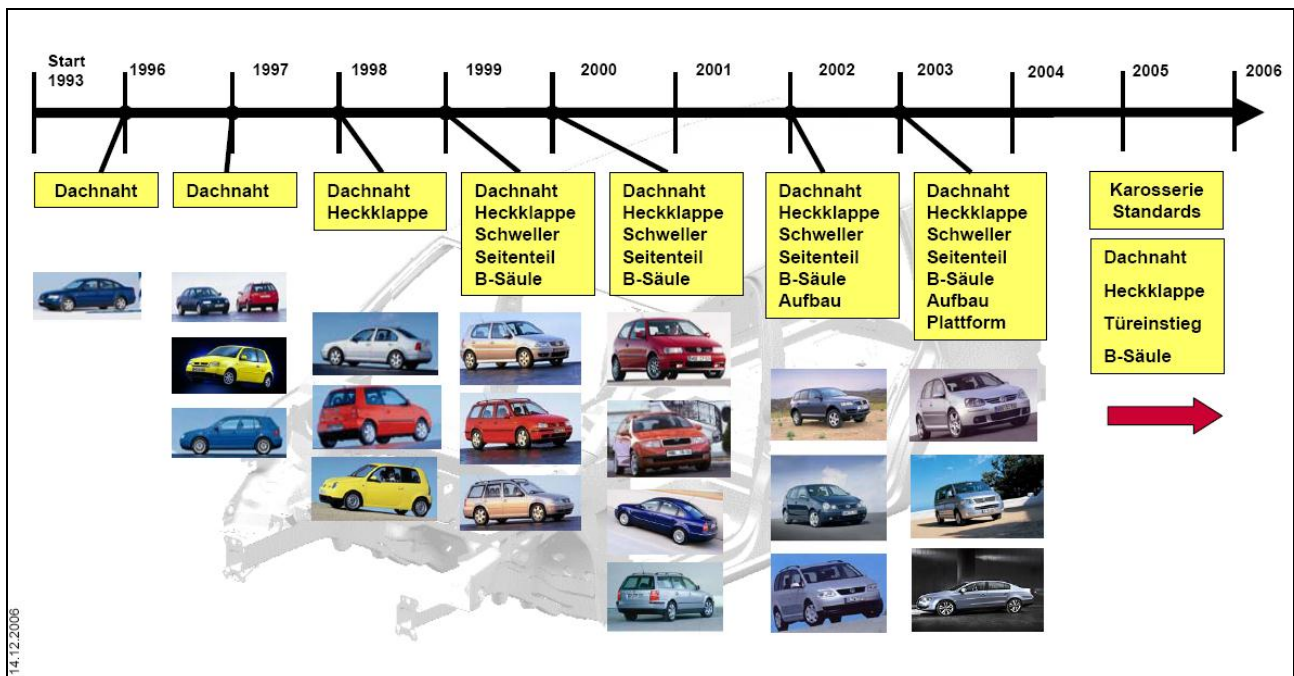 Start
1993
1996
1997
1998
1999
2000
2001
2002
2003
2004
2005
2006
Dachnaht
Dachnaht
Dachnaht
Heckklappe
Dachnaht
Heckklappe
Schweller
Seitenteil
B-Säule
Dachnaht
Heckklappe
Schweller
Seitenteil
B-Säule
Dachnaht
Heckklappe
Schweller
Seitenteil
B-Säule
Aufbau
Dachnaht
Heckklappe
Schweller
Seitenteil
B-Säule
Aufbau
Plattform
Karosserie
Standards
Dachnaht
Heckklappe
Türeinstieg
B-Säule
14.12.2006